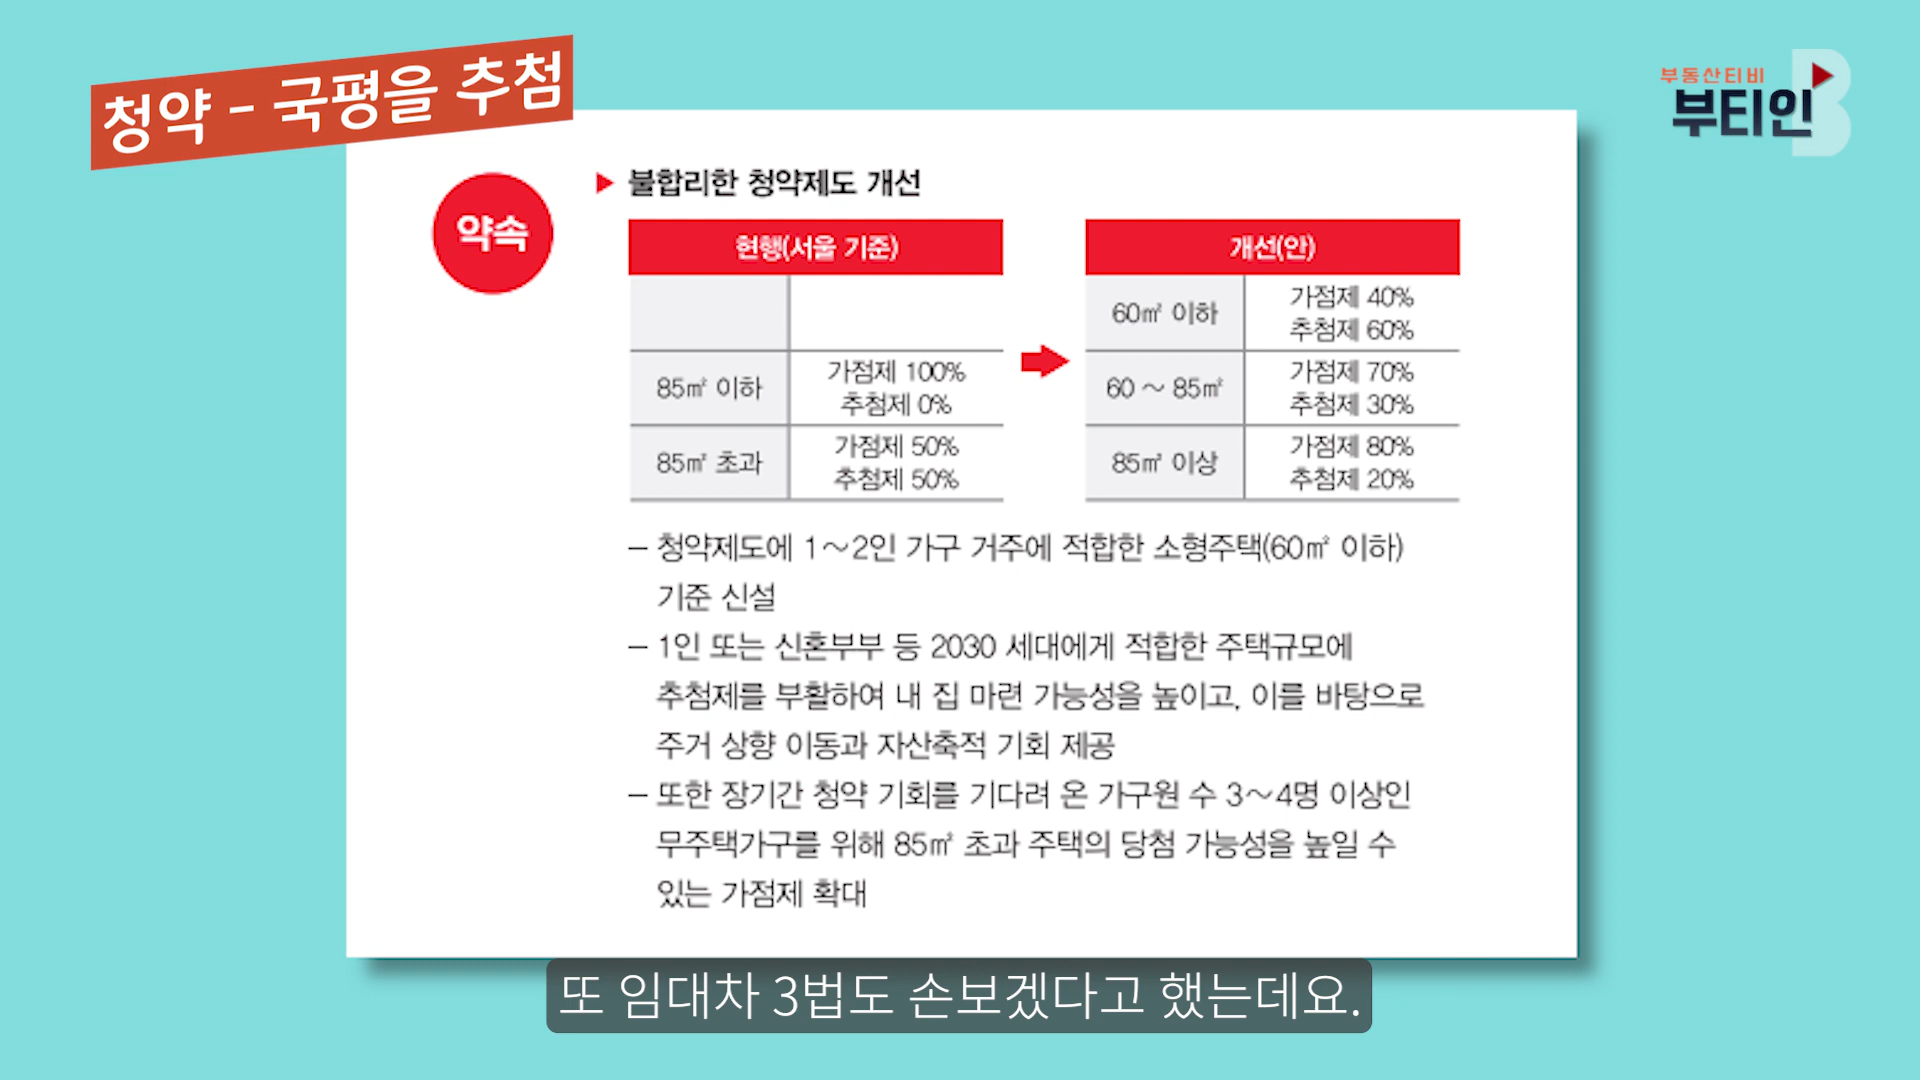 청약 - 국평을 추첨
부동산티비
부티인
약속
▶ 불합리한 청약제도 개선
현행(서울 기준)
85㎡ 이하
가점제 100%
추첨제 0%
85㎡ 초과
가점제 50%
추첨제 50%
개선(안)
60㎡ 이하
가점제 40%
추첨제 60%
60 ~ 85㎡
가점제 70%
추첨제 30%
85㎡ 이상
가점제 80%
추첨제 20%
– 청약제도에 1~2인 가구 거주에 적합한 소형주택(60㎡ 이하)
기준 신설
– 1인 또는 신혼부부 등 2030 세대에게 적합한 주택규모에
추첨제를 부활하여 내 집 마련 가능성을 높이고, 이를 바탕으로
주거 상향 이동과 자산축적 기회 제공
– 또한 장기간 청약 기회를 기다려 온 가구원 수 3~4명 이상인
무주택가구를 위해 85㎡ 초과 주택의 당첨 가능성을 높일 수
있는 가점제 확대
또 임대차 3법도 손보겠다고 했는데요.